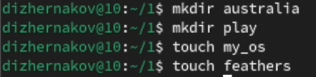 dizhernakov@10:~/1$ mkdir australia
dizhernakov@10:~/1$ mkdir play
dizhernakov@10:~/1$ touch my_os
dizhernakov@10:~/1$ touch feathers